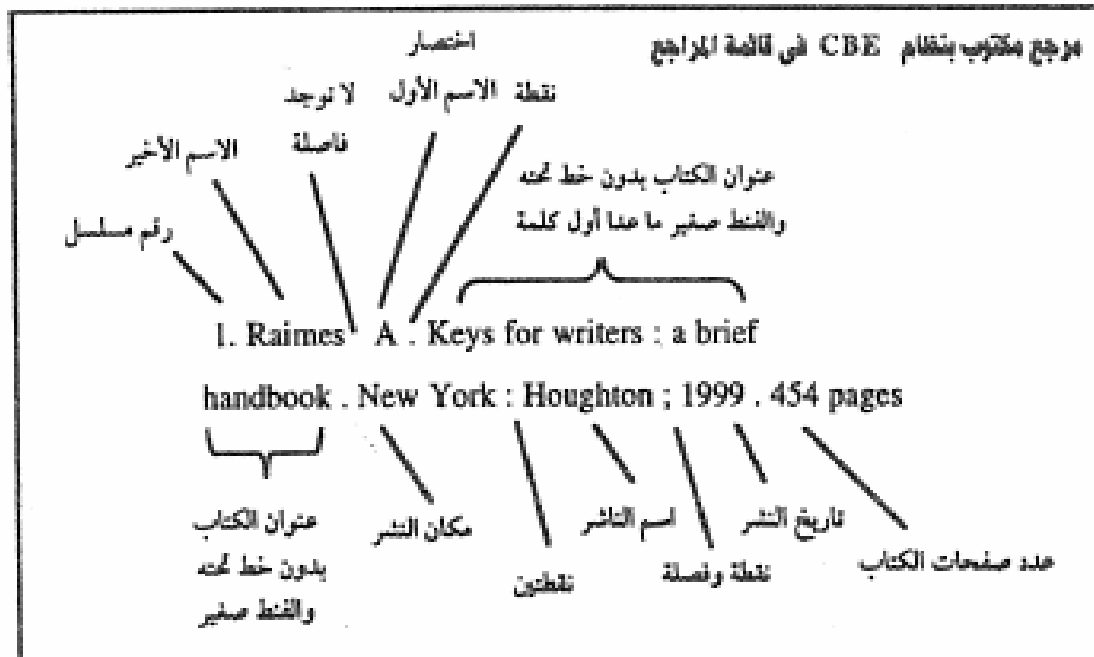 مرجع مكتوب بنظام CBE في قائمة المراجع
اختصار
الاسم الأول
نقطة
لا توجد
فاصلة
الاسم الأخير
رقم مسلسل
عنوان الكتاب بدون خط تحته
والفنط صغير ما عدا أول كلمة
1. Raimes A . Keys for writers : a brief
handbook . New York : Houghton ; 1999 . 454 pages
عنوان الكتاب
بدون خط تحته
والفنط صغير
مكان النشر
نقطتين
اسم الناشر
نقطة وفصلة
تاريخ النشر
عدد صفحات الكتاب